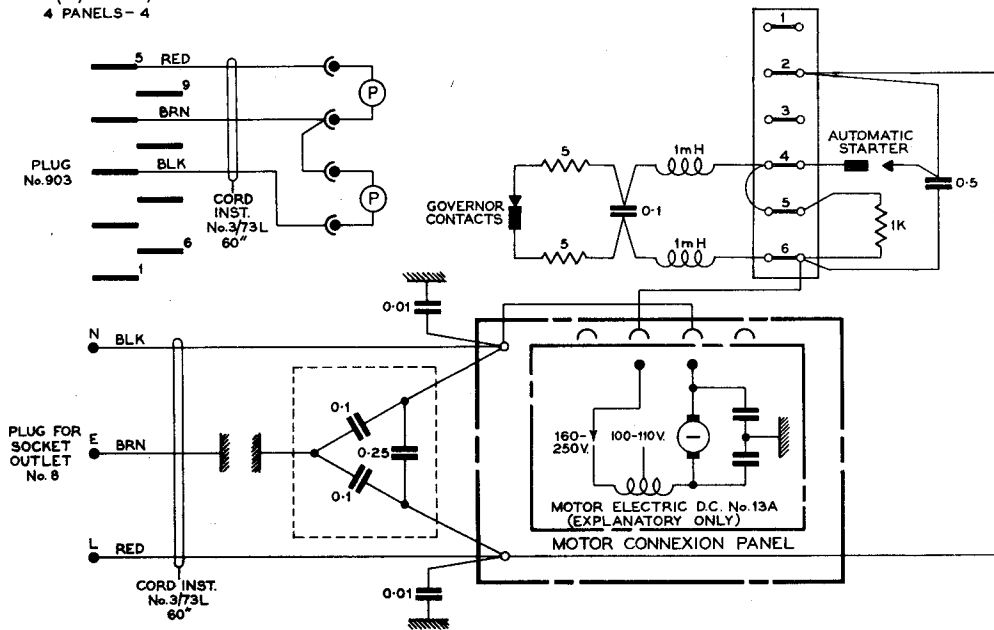 4 PANELS-4
5 RED
9
BRN
BLK
PLUG
No.903
6
1
CORD
INST.
No.3/73L
60"
P
P
GOVERNOR
CONTACTS
5
5
0·1
1mH
1mH
1
2
3
4
5
6
AUTOMATIC
STARTER
0·5
1K
0·01
N BLK
PLUG FOR
SOCKET
OUTLET
No. 8
E BRN
L RED
CORD INST.
No.3/73L
60"
0·1
0·25
0·1
0·01
160-
250V.
100-110V.
MOTOR ELECTRIC D.C. No.13A
(EXPLANATORY ONLY)
MOTOR CONNEXION PANEL